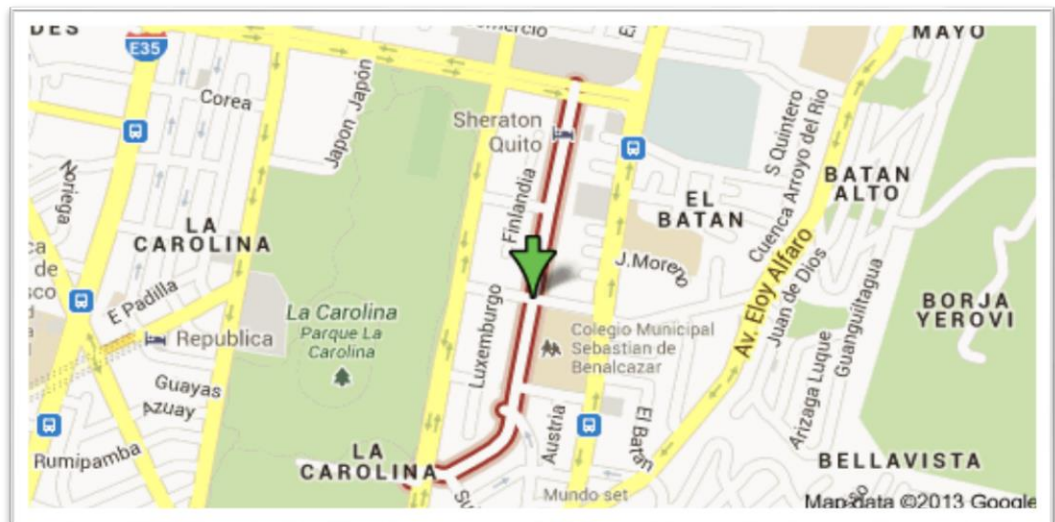 DES
E35
MAYO
Corea
Japon Japón
Sheraton
Quito
S Quintero
Cuenca Arroyo del Rio
Noriega
Finlandia
EL
BATAN
BATAN
ALTO
LA
CAROLINA
de
sco
E Padilla
J.Moreno
Av. Eloy Alfaro
Juan de Dios
Guanguiltagua
BORJA
YEROVI
La Carolina
Parque La
Carolina
Republica
Luxemburgo
Colegio Municipal
Sebastian de
Benalcazar
Arizaga Luque
Guayas
Azuay
Austria
El Batan
Rumipamba
LA
CAROLINA
BELLAVISTA
Mundo set
Map data ©2013 Google